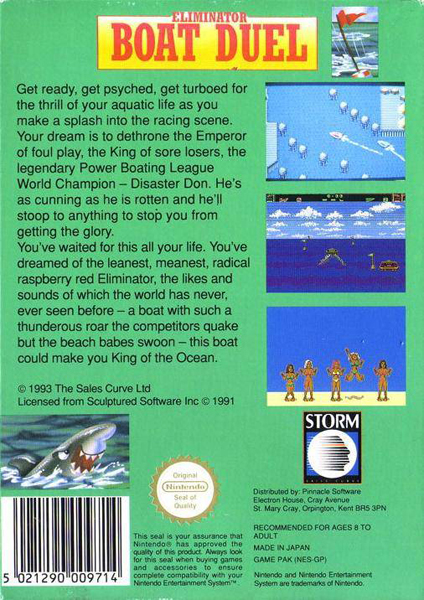 ELIMINATOR
BOAT DUEL
Get ready, get psyched, get turboed for
the thrill of your aquatic life as you
make a splash into the racing scene.
Your dream is to dethrone the Emperor
of foul play, the King of sore losers, the
legendary Power Boating League
World Champion – Disaster Don. He's
as cunning as he is rotten and he'll
stoop to anything to stop you from
getting the glory.
You've waited for this all your life. You've
dreamed of the leanest, meanest, radical
raspberry red Eliminator, the likes and
sounds of which the world has never,
ever seen before – a boat with such a
thunderous roar the competitors quake
but the beach babes swoon – this boat
could make you King of the Ocean.
© 1993 The Sales Curve Ltd
Licensed from Sculptured Software Inc © 1991
STORM
Original
Nintendo
Seal of
Quality
This seal is your assurance that
Nintendo® has approved the
quality of this product. Always look
for this seal when buying games
and accessories to ensure
complete compatibility with your
Nintendo Entertainment System™.
Distributed by: Pinnacle Software
Electron House, Cray Avenue
St. Mary Cray, Orpington, Kent BR5 3PN
RECOMMENDED FOR AGES 8 TO
ADULT
MADE IN JAPAN
GAME PAK (NES-GP)
Nintendo and Nintendo Entertainment
System are trademarks of Nintendo.
5 021290 009714